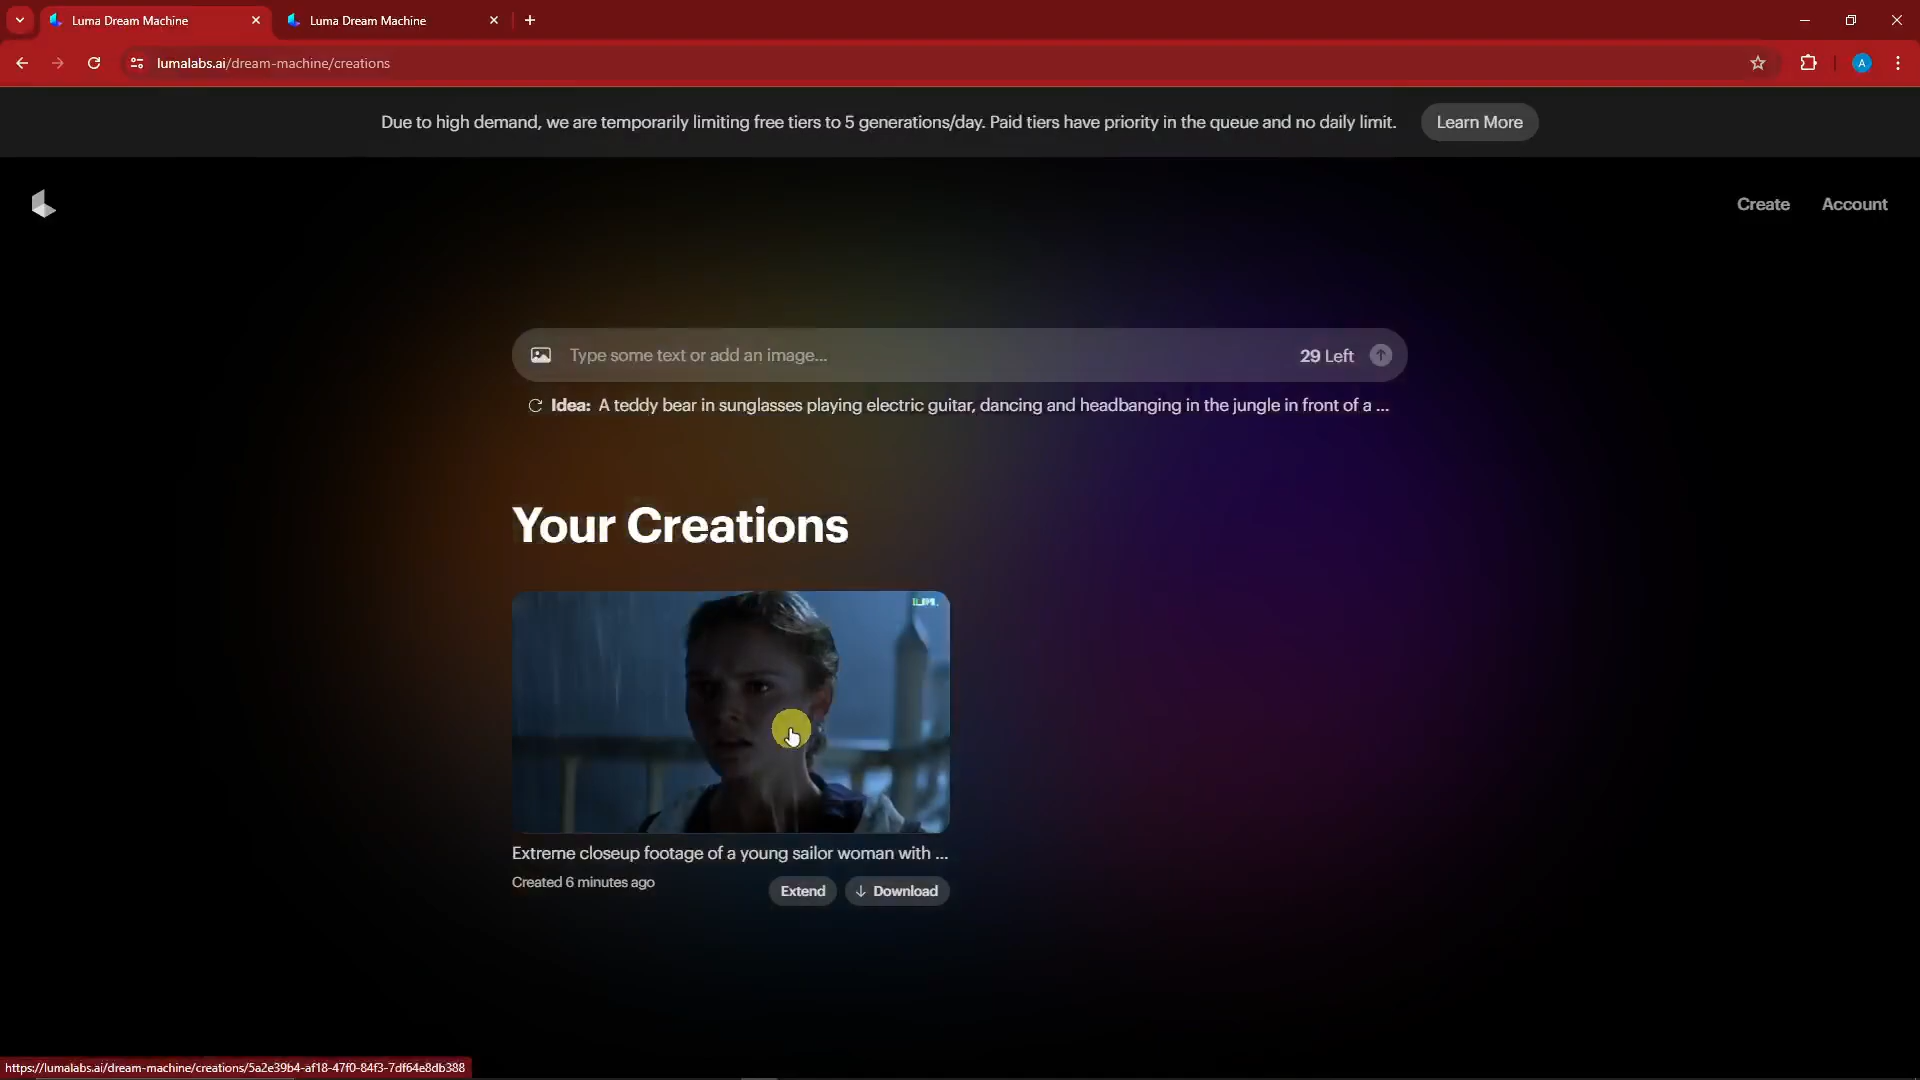 Luma Dream Machine
Luma Dream Machine
lumalabs.ai/dream-machine/creations
A
Due to high demand, we are temporarily limiting free tiers to 5 generations/day. Paid tiers have priority in the queue and no daily limit.
Learn More
Create
Account
Type some text or add an image...
29 Left
Idea: A teddy bear in sunglasses playing electric guitar, dancing and headbanging in the jungle in front of a ...
Your Creations
Extreme closeup footage of a young sailor woman with ...
Created 6 minutes ago
Extend
Download
https://lumalabs.ai/dream-machine/creations/5a2e39b4-af18-47f0-84f3-7df64e8db388